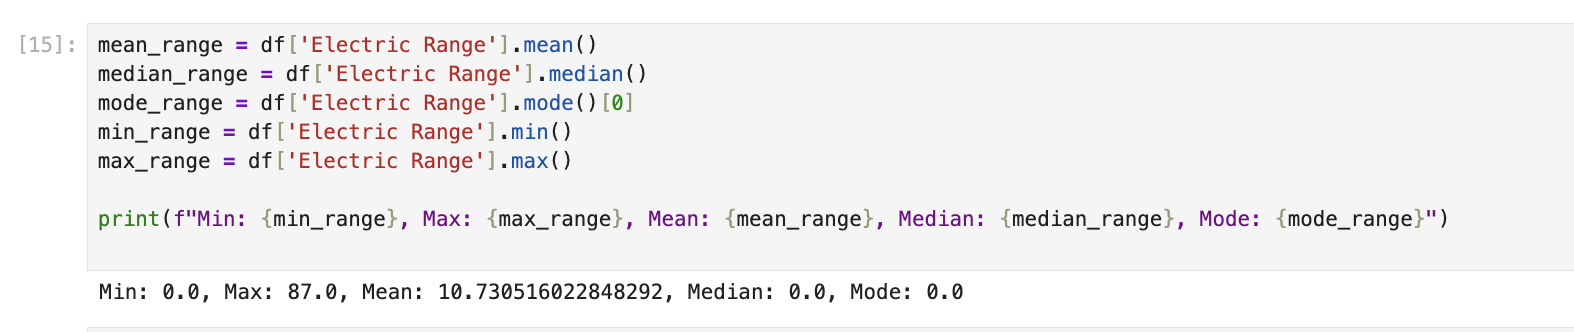 [15]: mean_range = df['Electric Range'].mean()
median_range = df['Electric Range'].median()
mode_range = df['Electric Range'].mode()[0]
min_range = df['Electric Range'].min()
max_range = df['Electric Range'].max()
print(f"Min: {min_range}, Max: {max_range}, Mean: {mean_range}, Median: {median_range}, Mode: {mode_range}")
Min: 0.0, Max: 87.0, Mean: 10.730516022848292, Median: 0.0, Mode: 0.0